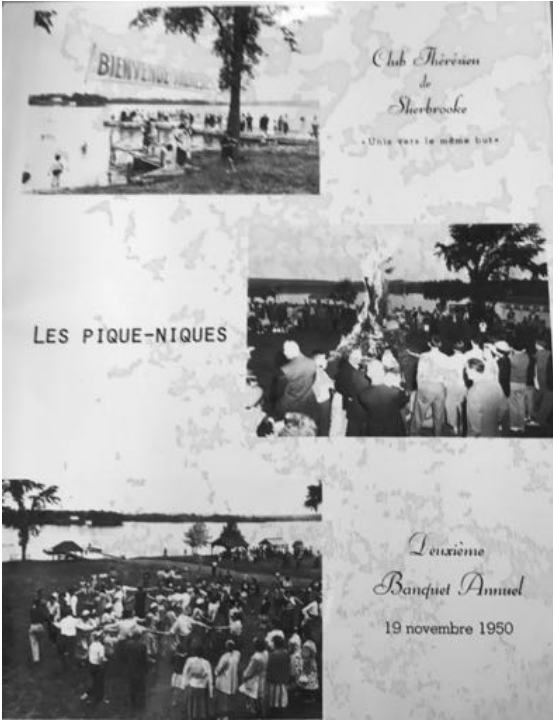 BIENVENUE
Club Thérésien
de
Sherbrooke
«Unis vers le même but»
LES PIQUE-NIQUES
Deuxième
Banquet Annuel
19 novembre 1950